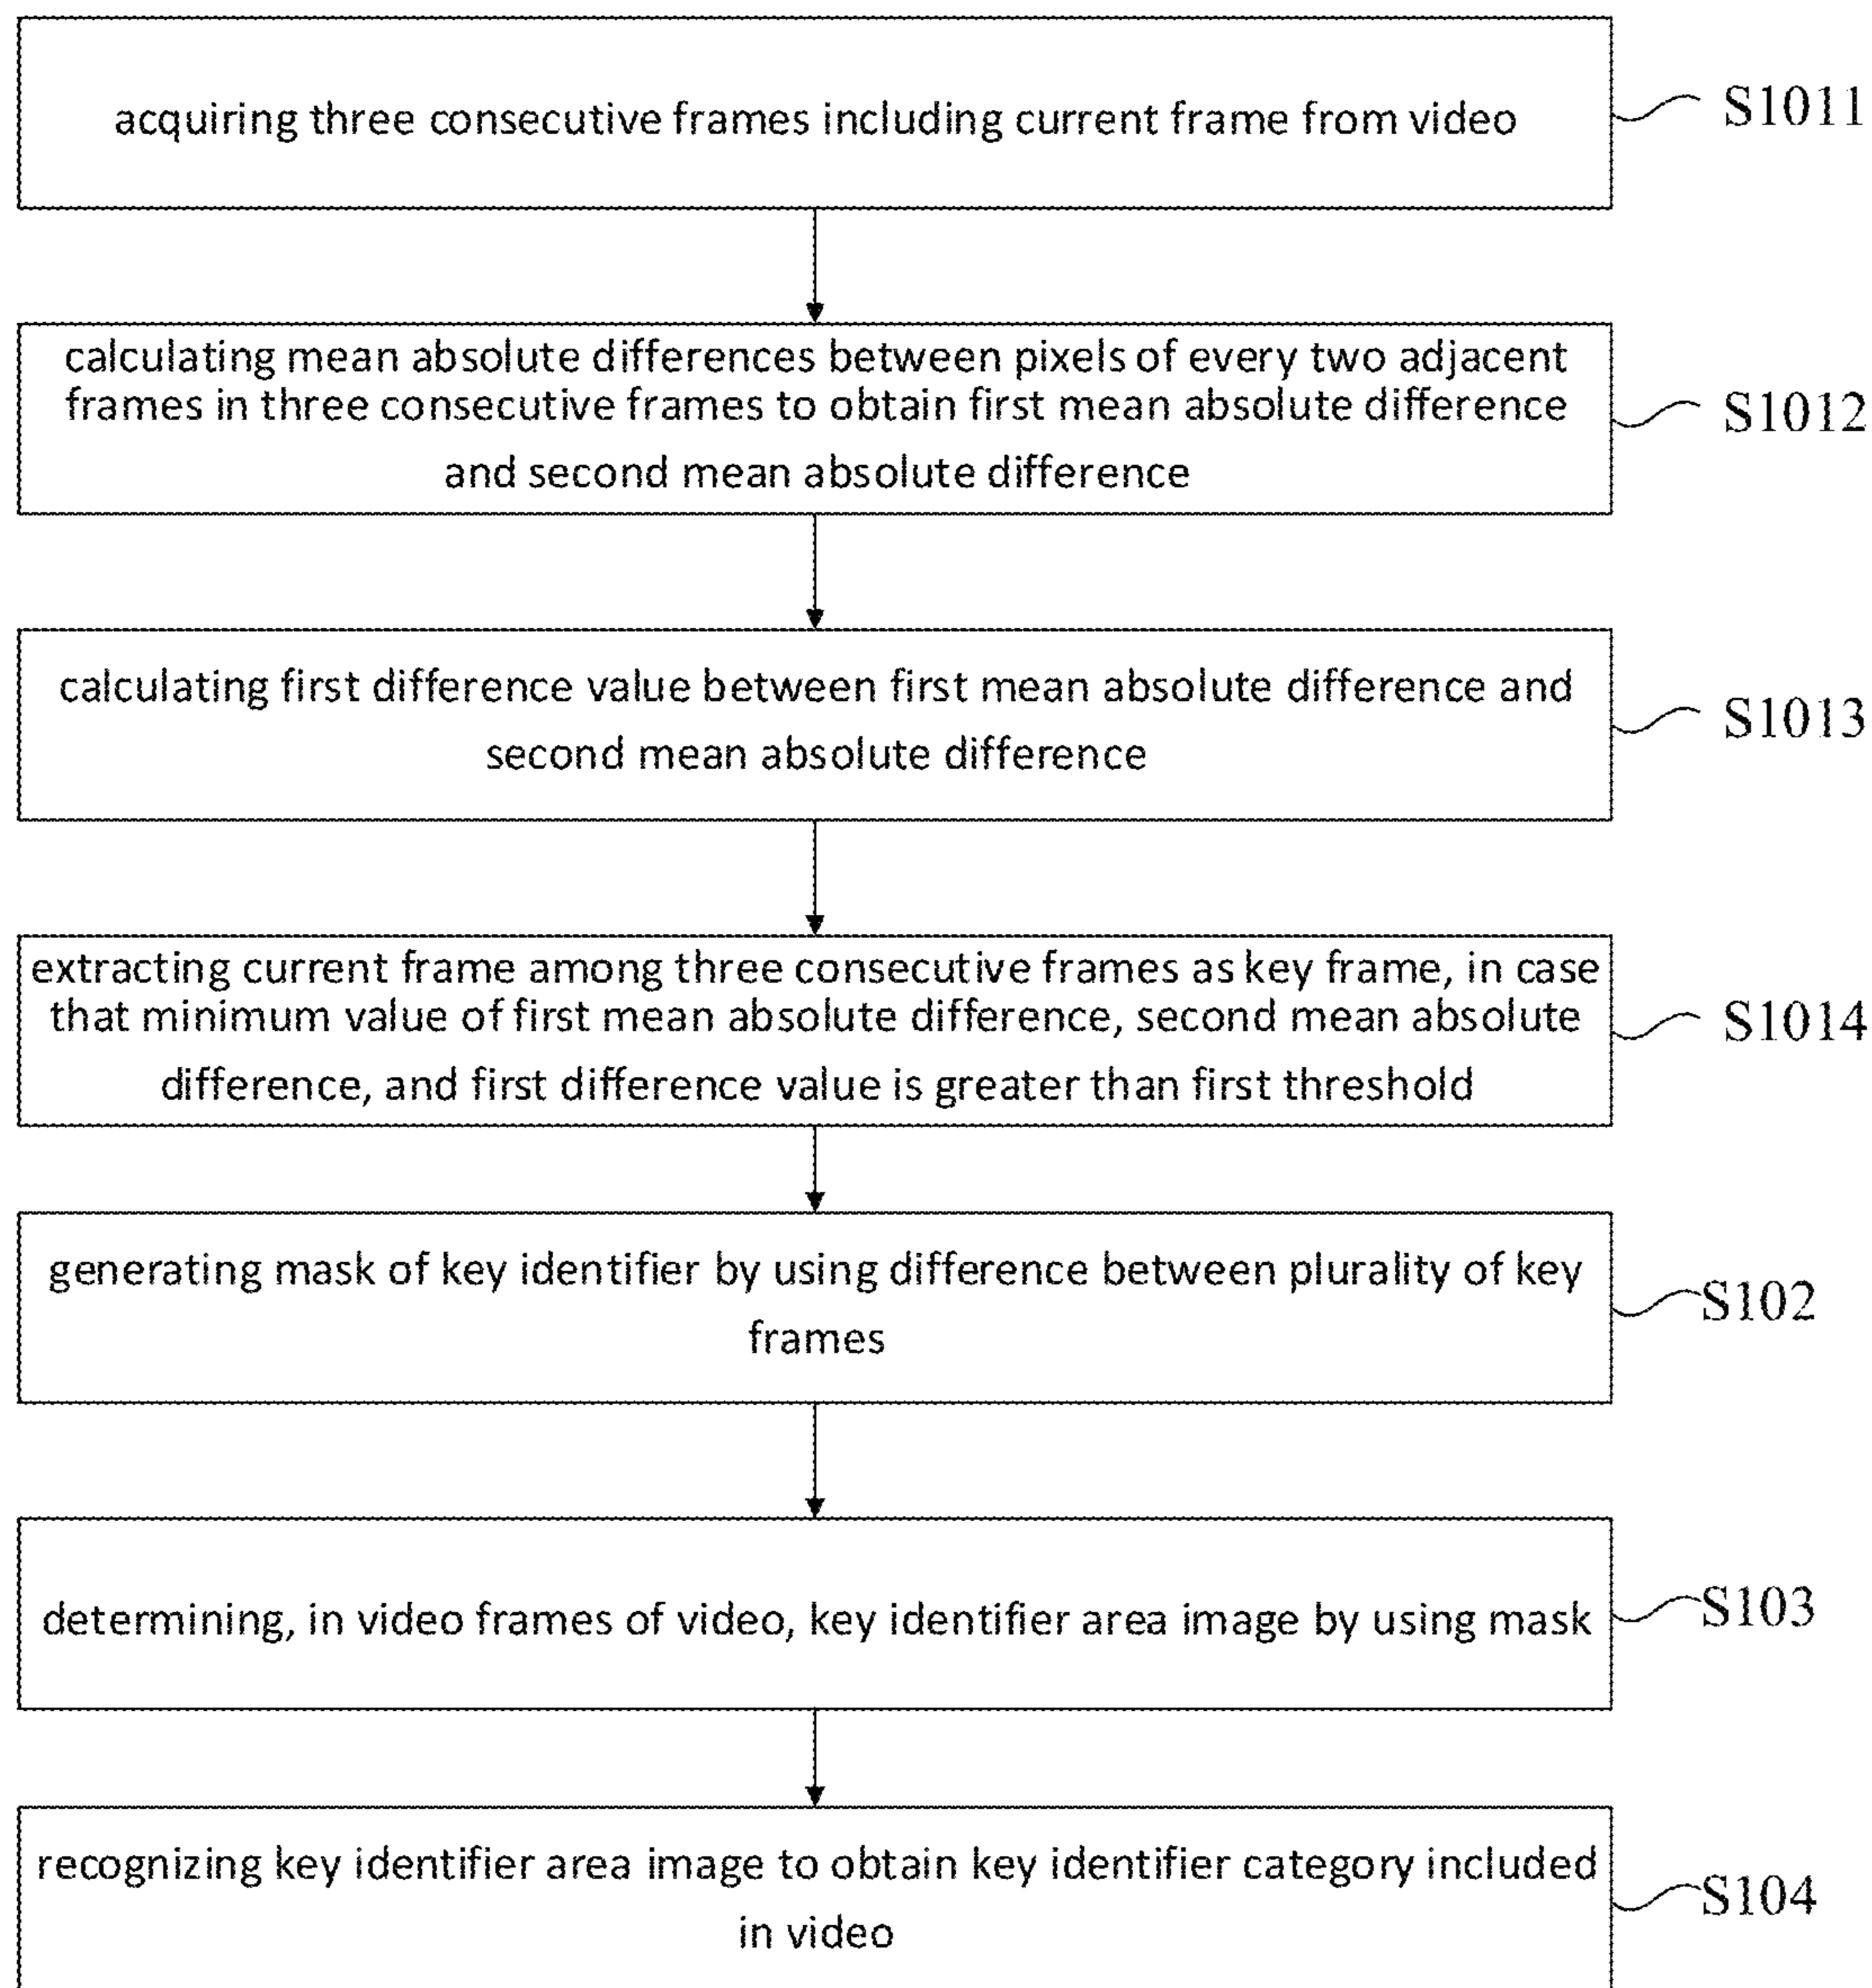 acquiring three consecutive frames including current frame from video
S1011
calculating mean absolute differences between pixels of every two adjacent
frames in three consecutive frames to obtain first mean absolute difference
and second mean absolute difference
S1012
calculating first difference value between first mean absolute difference and
second mean absolute difference
S1013
extracting current frame among three consecutive frames as key frame, in case
that minimum value of first mean absolute difference, second mean absolute
difference, and first difference value is greater than first threshold
S1014
generating mask of key identifier by using difference between plurality of key
frames
S102
determining, in video frames of video, key identifier area image by using mask
S103
recognizing key identifier area image to obtain key identifier category included
in video
S104